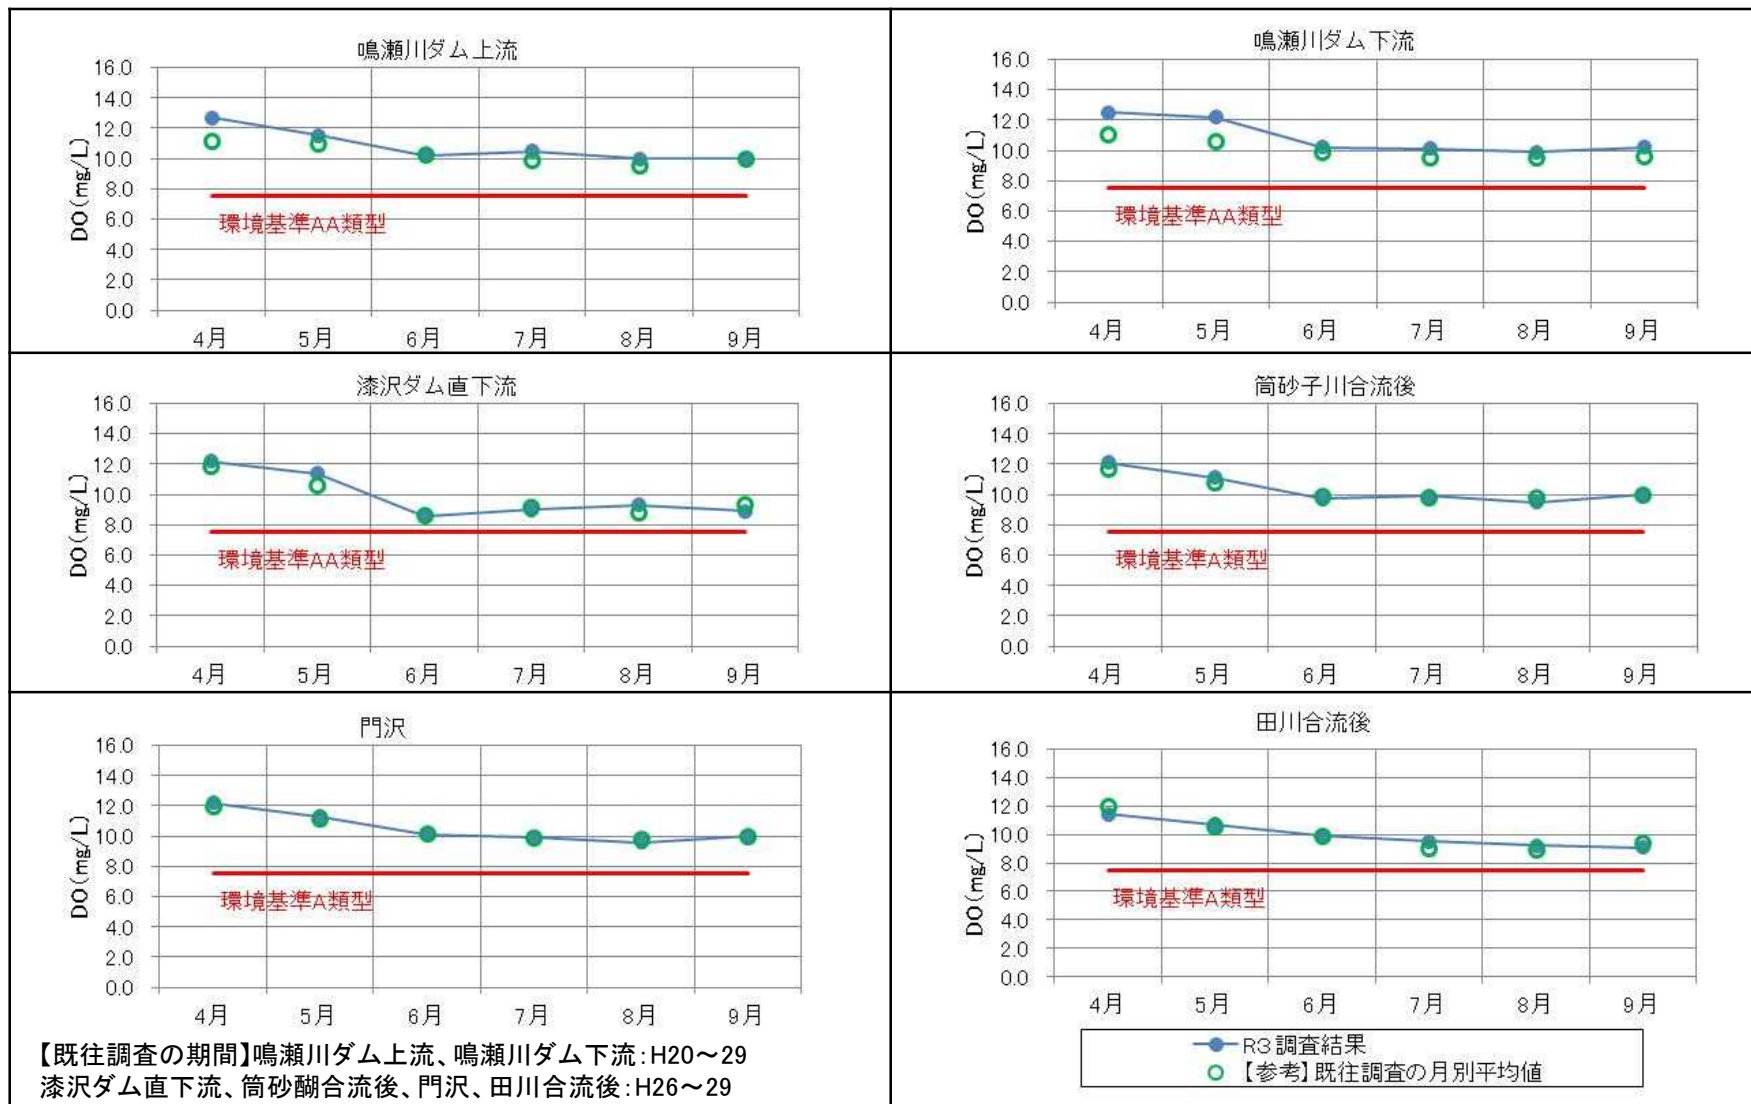 鳴瀬川ダム上流
16.0
14.0
12.0
10.0
8.0
6.0
4.0
2.0
0.0
DO(mg/L)
環境基準AA類型
4月 5月 6月 7月 8月 9月
鳴瀬川ダム下流
16.0
14.0
12.0
10.0
8.0
6.0
4.0
2.0
0.0
DO(mg/L)
環境基準AA類型
4月 5月 6月 7月 8月 9月
漆沢ダム直下流
16.0
14.0
12.0
10.0
8.0
6.0
4.0
2.0
0.0
DO(mg/L)
環境基準AA類型
4月 5月 6月 7月 8月 9月
筒砂子川合流後
16.0
14.0
12.0
10.0
8.0
6.0
4.0
2.0
0.0
DO(mg/L)
環境基準A類型
4月 5月 6月 7月 8月 9月
門沢
16.0
14.0
12.0
10.0
8.0
6.0
4.0
2.0
0.0
DO(mg/L)
環境基準A類型
4月 5月 6月 7月 8月 9月
田川合流後
16.0
14.0
12.0
10.0
8.0
6.0
4.0
2.0
0.0
DO(mg/L)
環境基準A類型
4月 5月 6月 7月 8月 9月
R3調査結果
【参考】既往調査の月別平均値
【既往調査の期間】鳴瀬川ダム上流、鳴瀬川ダム下流:H20~29
漆沢ダム直下流、筒砂醐合流後、門沢、田川合流後:H26~29